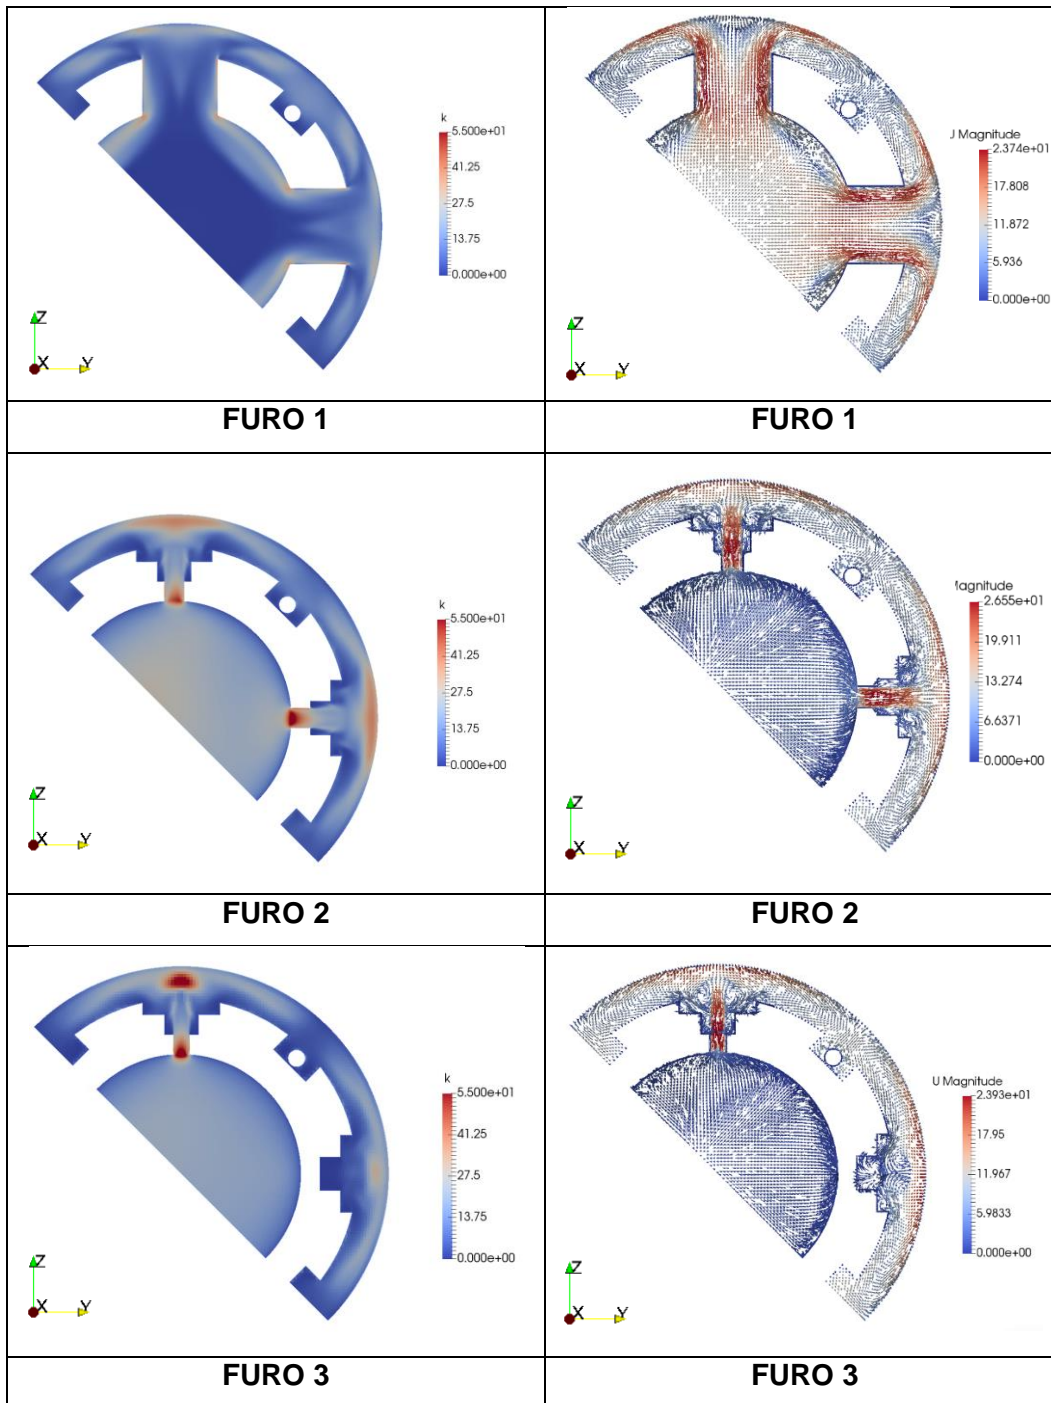 k
5.500e+01
41.25
27.5
13.75
0.000e+00
Z
X Y
J Magnitude
2.374e+01
17.808
11.872
5.936
0.000e+00
Z
X Y
FURO 1
FURO 1
k
5.500e+01
41.25
27.5
13.75
0.000e+00
Z
X Y
Magnitude
2.655e+01
19.911
13.274
6.6371
0.000e+00
Z
X Y
FURO 2
FURO 2
k
5.500e+01
41.25
27.5
13.75
0.000e+00
Z
X Y
U Magnitude
2.393e+01
17.95
11.967
5.9833
0.000e+00
Z
X Y
FURO 3
FURO 3